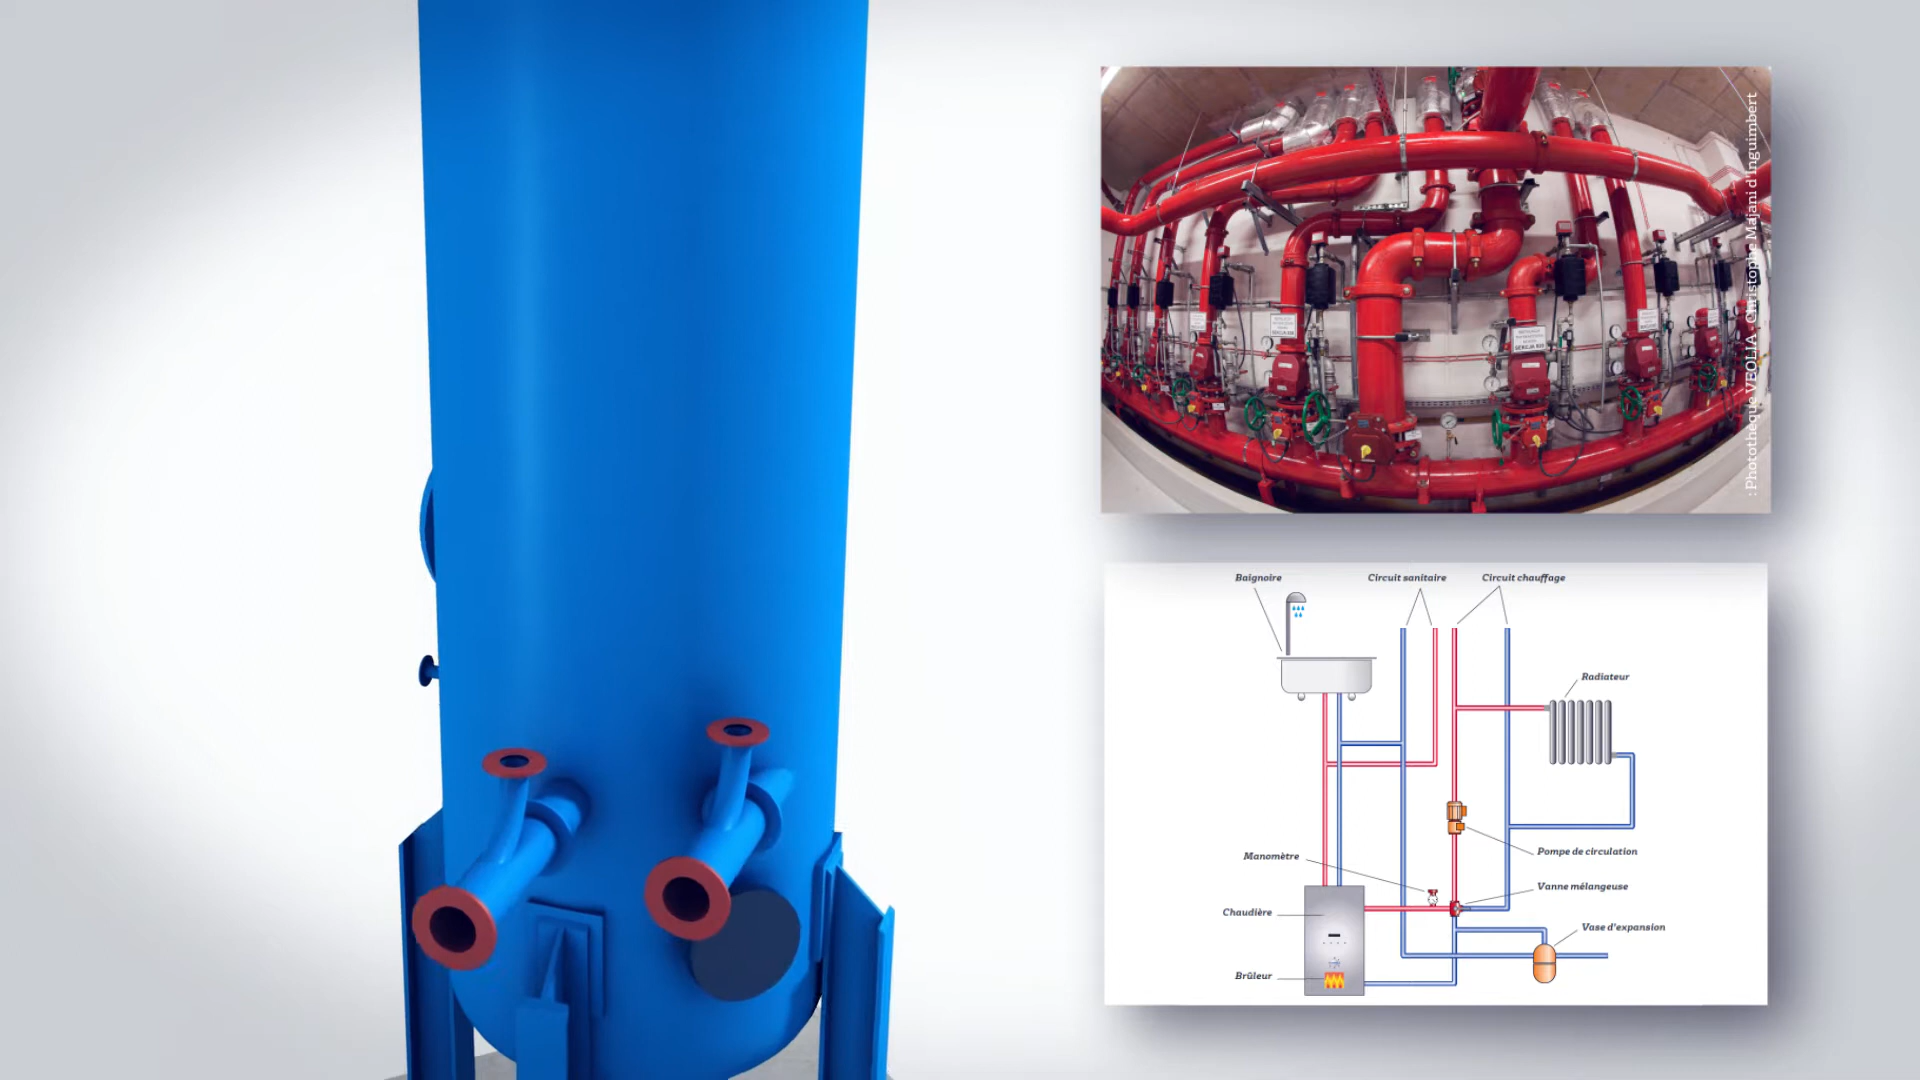 : Photothèque VEOLIA - Christophe Majani d'Inguimbert
Baignoire
Circuit sanitaire
Circuit chauffage
Radiateur
Pompe de circulation
Manomètre
Vanne mélangeuse
Chaudière
Vase d'expansion
Brûleur